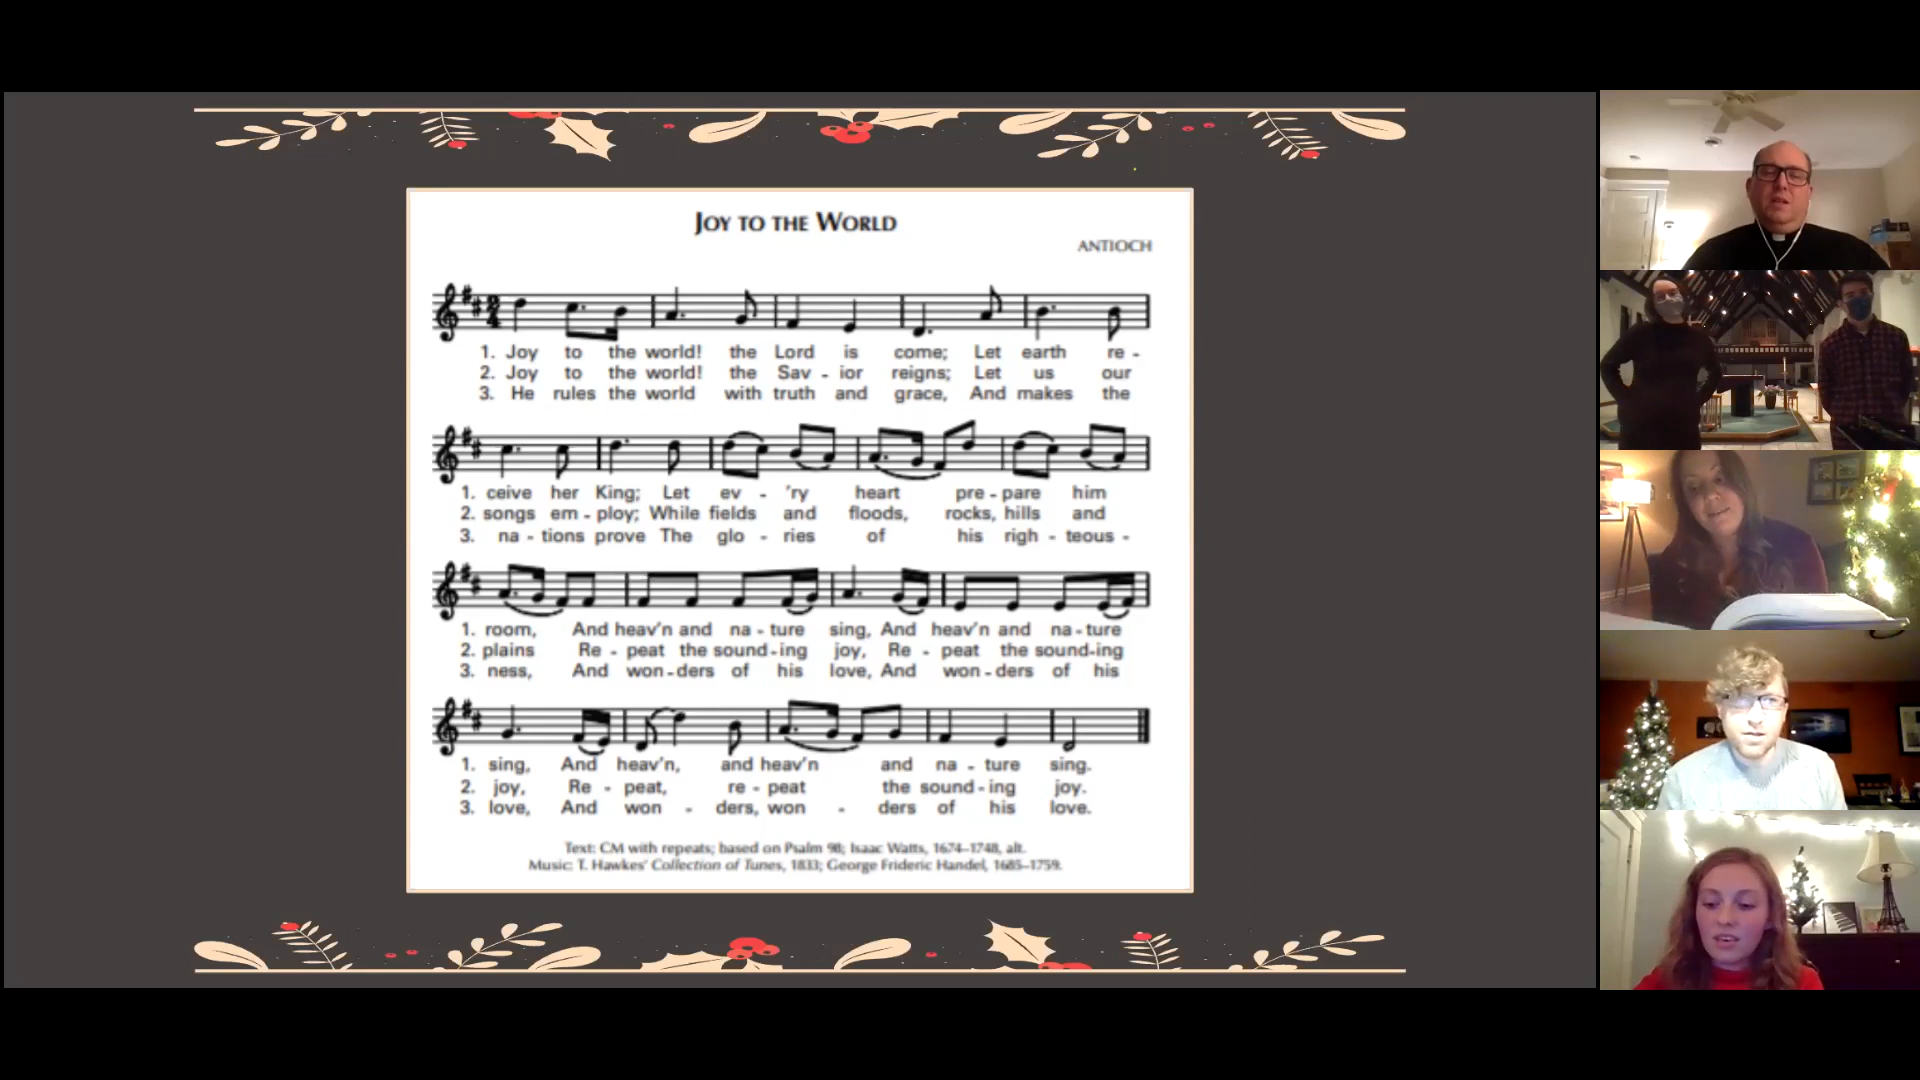 JOY TO THE WORLD
ANTIOCH
2
4
1. Joy to the world! the Lord is come; Let earth re -
2. Joy to the world! the Sav - ior reigns; Let us our
3. He rules the world with truth and grace, And makes the
1. ceive her King; Let ev - 'ry heart pre - pare him
2. songs em - ploy; While fields and floods, rocks, hills and
3. na - tions prove The glo - ries of his righ - teous -
1. room, And heav'n and na - ture sing, And heav'n and na - ture
2. plains Re - peat the sound - ing joy, Re - peat the sound - ing
3. ness, And won - ders of his love, And won - ders of his
1. sing, And heav'n, and heav'n and na - ture sing.
2. joy, Re - peat, re - peat the sound - ing joy.
3. love, And won - ders, won - ders of his love.
Text: CM with repeats; based on Psalm 98; Isaac Watts, 1674–1748, alt.
Music: T. Hawkes' Collection of Tunes, 1833; George Frideric Handel, 1685–1759.